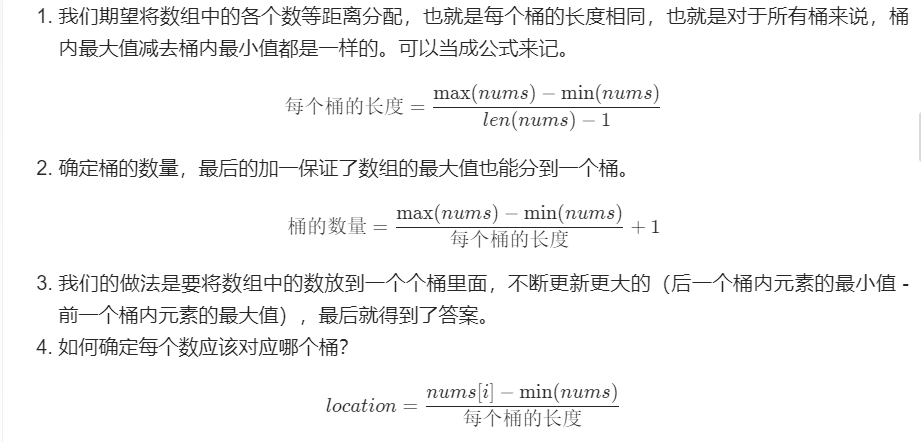 1. 我们期望将数组中的各个数等距离分配，也就是每个桶的长度相同，也就是对于所有桶来说，桶
内最大值减去桶内最小值都是一样的。可以当成公式来记。
每个桶的长度 = \frac{max(nums) − min(nums)}{len(nums) − 1}
2. 确定桶的数量，最后的加一保证了数组的最大值也能分到一个桶。
桶的数量 = \frac{max(nums) − min(nums)}{每个桶的长度} + 1
3. 我们的做法是要将数组中的数放到一个个桶里面，不断更新更大的（后一个桶内元素的最小值 -
前一个桶内元素的最大值），最后就得到了答案。
4. 如何确定每个数应该对应哪个桶？
location = \frac{nums[i] − min(nums)}{每个桶的长度}